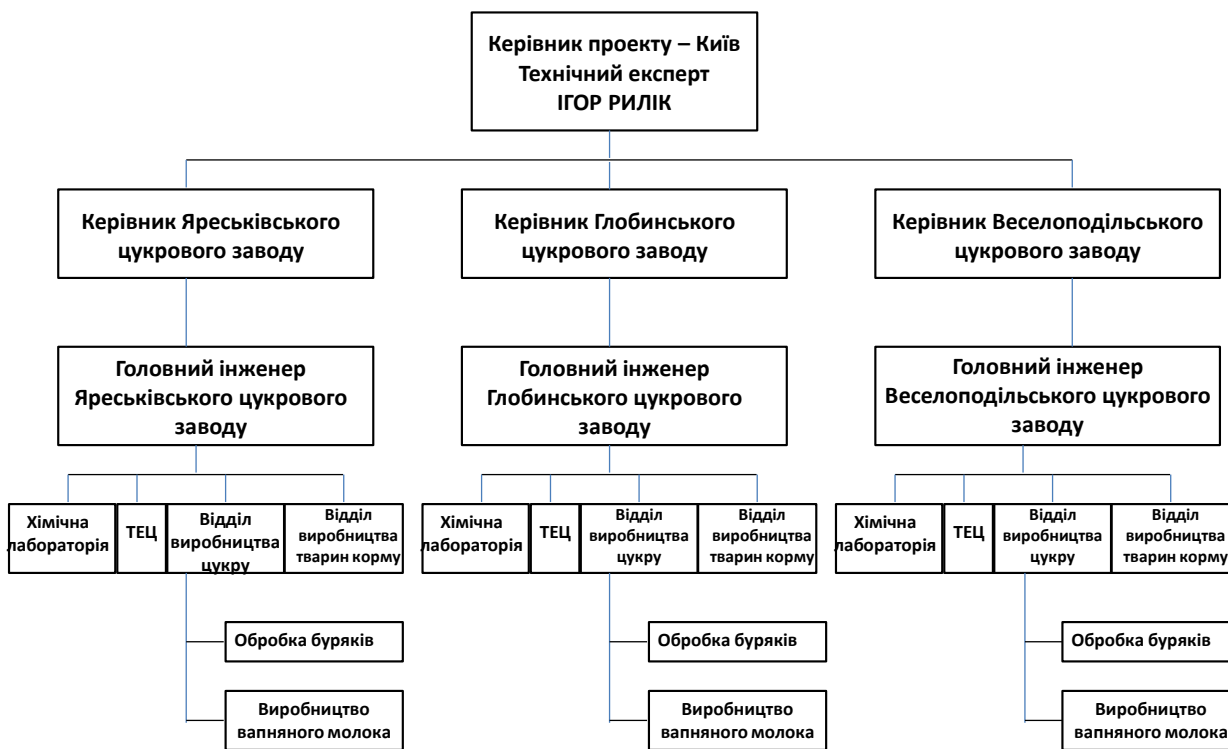 Керівник проекту – Київ
Технічний експерт
ІГОР РИЛІК
Керівник Яреськівського
цукрового заводу
Керівник Глобинського
цукрового заводу
Керівник Веселоподільського
цукрового заводу
Головний інженер
Яреськівського цукрового
заводу
Головний інженер
Глобинського цукрового
заводу
Головний інженер
Веселоподільського цукрового
заводу
Хімічна
лабораторія
ТЕЦ
Відділ
виробництва
цукру
Відділ
виробництва
тварин корму
Хімічна
лабораторія
ТЕЦ
Відділ
виробництва
цукру
Відділ
виробництва
тварин корму
Хімічна
лабораторія
ТЕЦ
Відділ
виробництва
цукру
Відділ
виробництва
тварин корму
Обробка буряків
Обробка буряків
Обробка буряків
Виробництво
вапняного молока
Виробництво
вапняного молока
Виробництво
вапняного молока